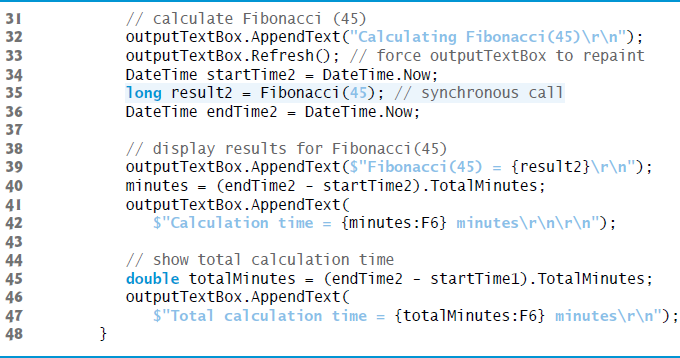 31 // calculate Fibonacci (45)
32 outputTextBox.AppendText("Calculating Fibonacci(45)\r\n");
33 outputTextBox.Refresh(); // force outputTextBox to repaint
34 DateTime startTime2 = DateTime.Now;
35 long result2 = Fibonacci(45); // synchronous call
36 DateTime endTime2 = DateTime.Now;
37
38 // display results for Fibonacci(45)
39 outputTextBox.AppendText($"Fibonacci(45) = {result2}\r\n");
40 minutes = (endTime2 - startTime2).TotalMinutes;
41 outputTextBox.AppendText(
42 $"Calculation time = {minutes:F6} minutes\r\n\r\n");
43
44 // show total calculation time
45 double totalMinutes = (endTime2 - startTime1).TotalMinutes;
46 outputTextBox.AppendText(
47 $"Total calculation time = {totalMinutes:F6} minutes\r\n");
48 }